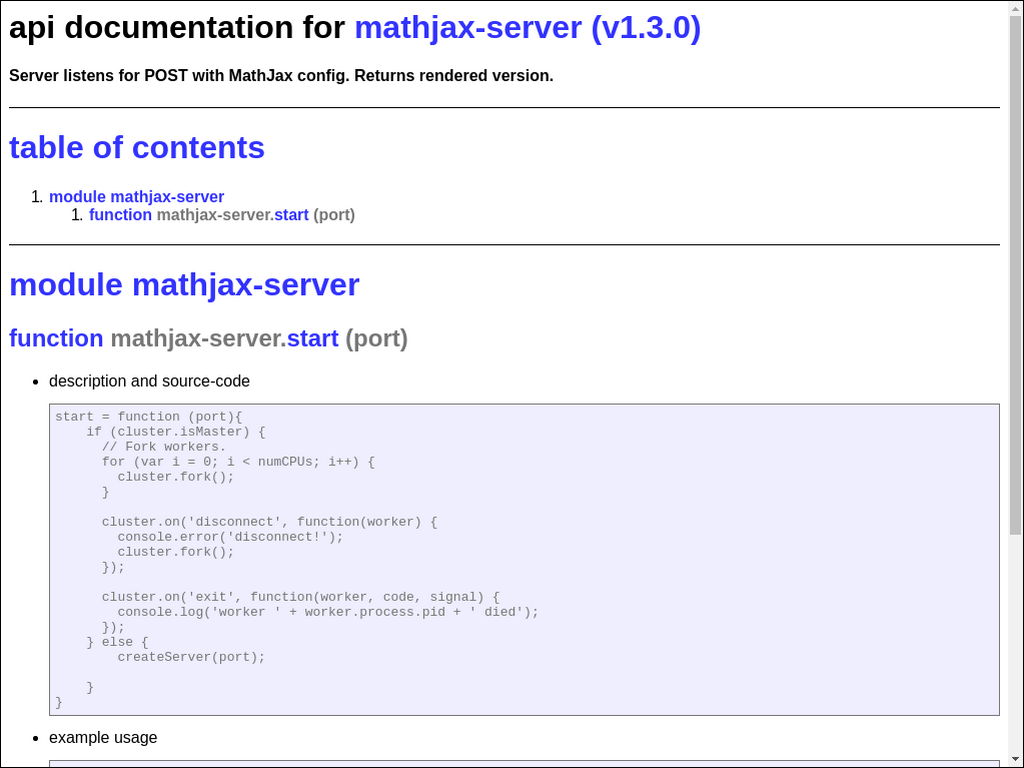 api documentation for mathjax-server (v1.3.0)
Server listens for POST with MathJax config. Returns rendered version.
table of contents
1. module mathjax-server
1. function mathjax-server.start (port)
module mathjax-server
function mathjax-server.start (port)
• description and source-code
start = function (port){
    if (cluster.isMaster) {
      // Fork workers.
      for (var i = 0; i < numCPUs; i++) {
        cluster.fork();
      }
      cluster.on('disconnect', function(worker) {
        console.error('disconnect!');
        cluster.fork();
      });
      cluster.on('exit', function(worker, code, signal) {
        console.log('worker ' + worker.process.pid + ' died');
      });
    } else {
        createServer(port);
    }
}
• example usage